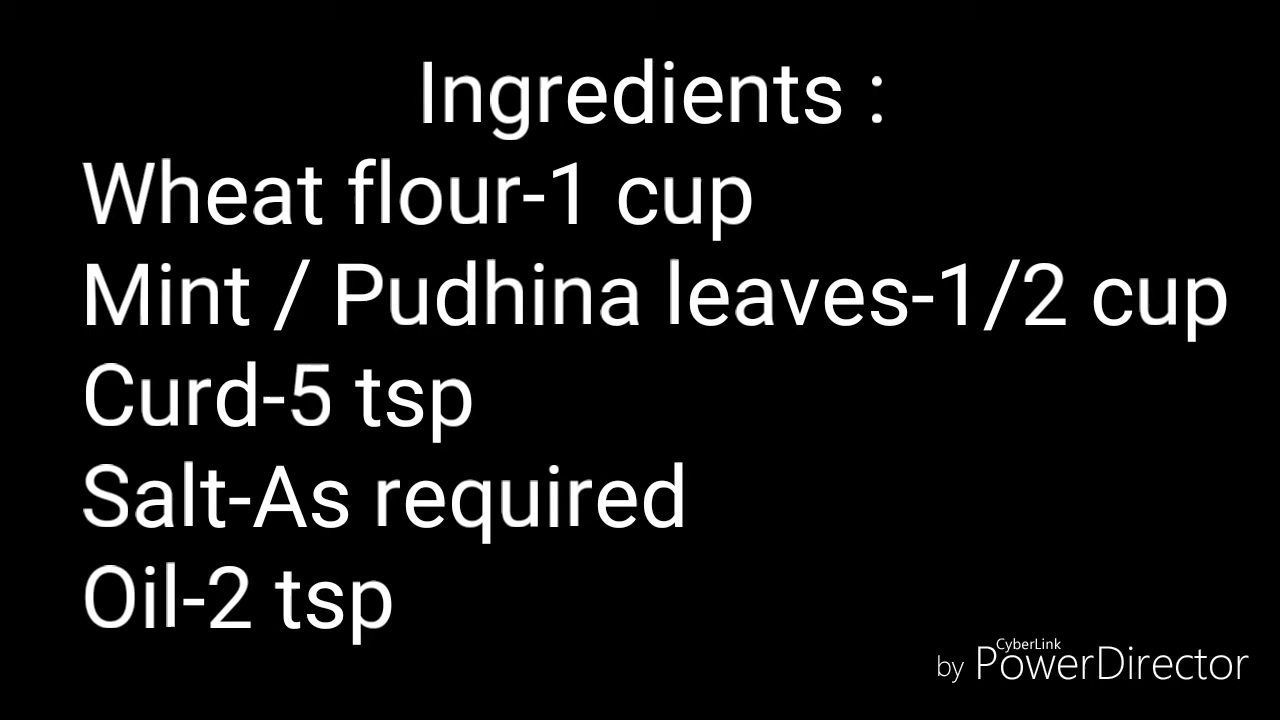 Ingredients :
Wheat flour-1 cup
Mint / Pudhina leaves-1/2 cup
Curd-5 tsp
Salt-As required
Oil-2 tsp
CyberLink
by PowerDirector